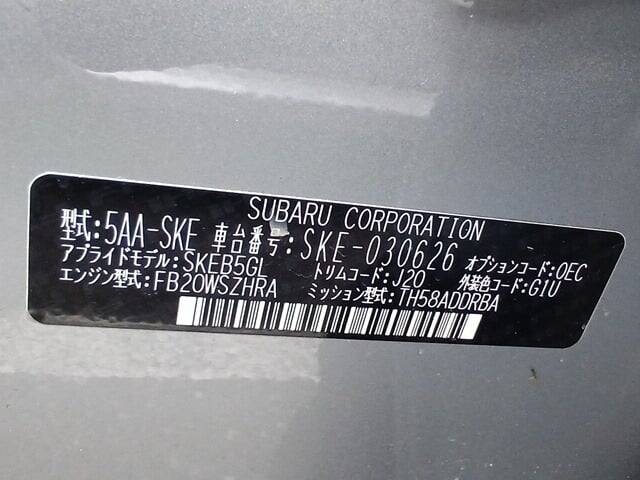 SUBARU CORPORATION
型式:5AA-SKE 車台番号:SKE-030626 オプションコード:OEC
アプライドモデル:SKEB5GL トリムコード:J20 外装色コード:G1U
エンジン型式:FB20WSZHRA ミッション型式:TH58ADDRBA